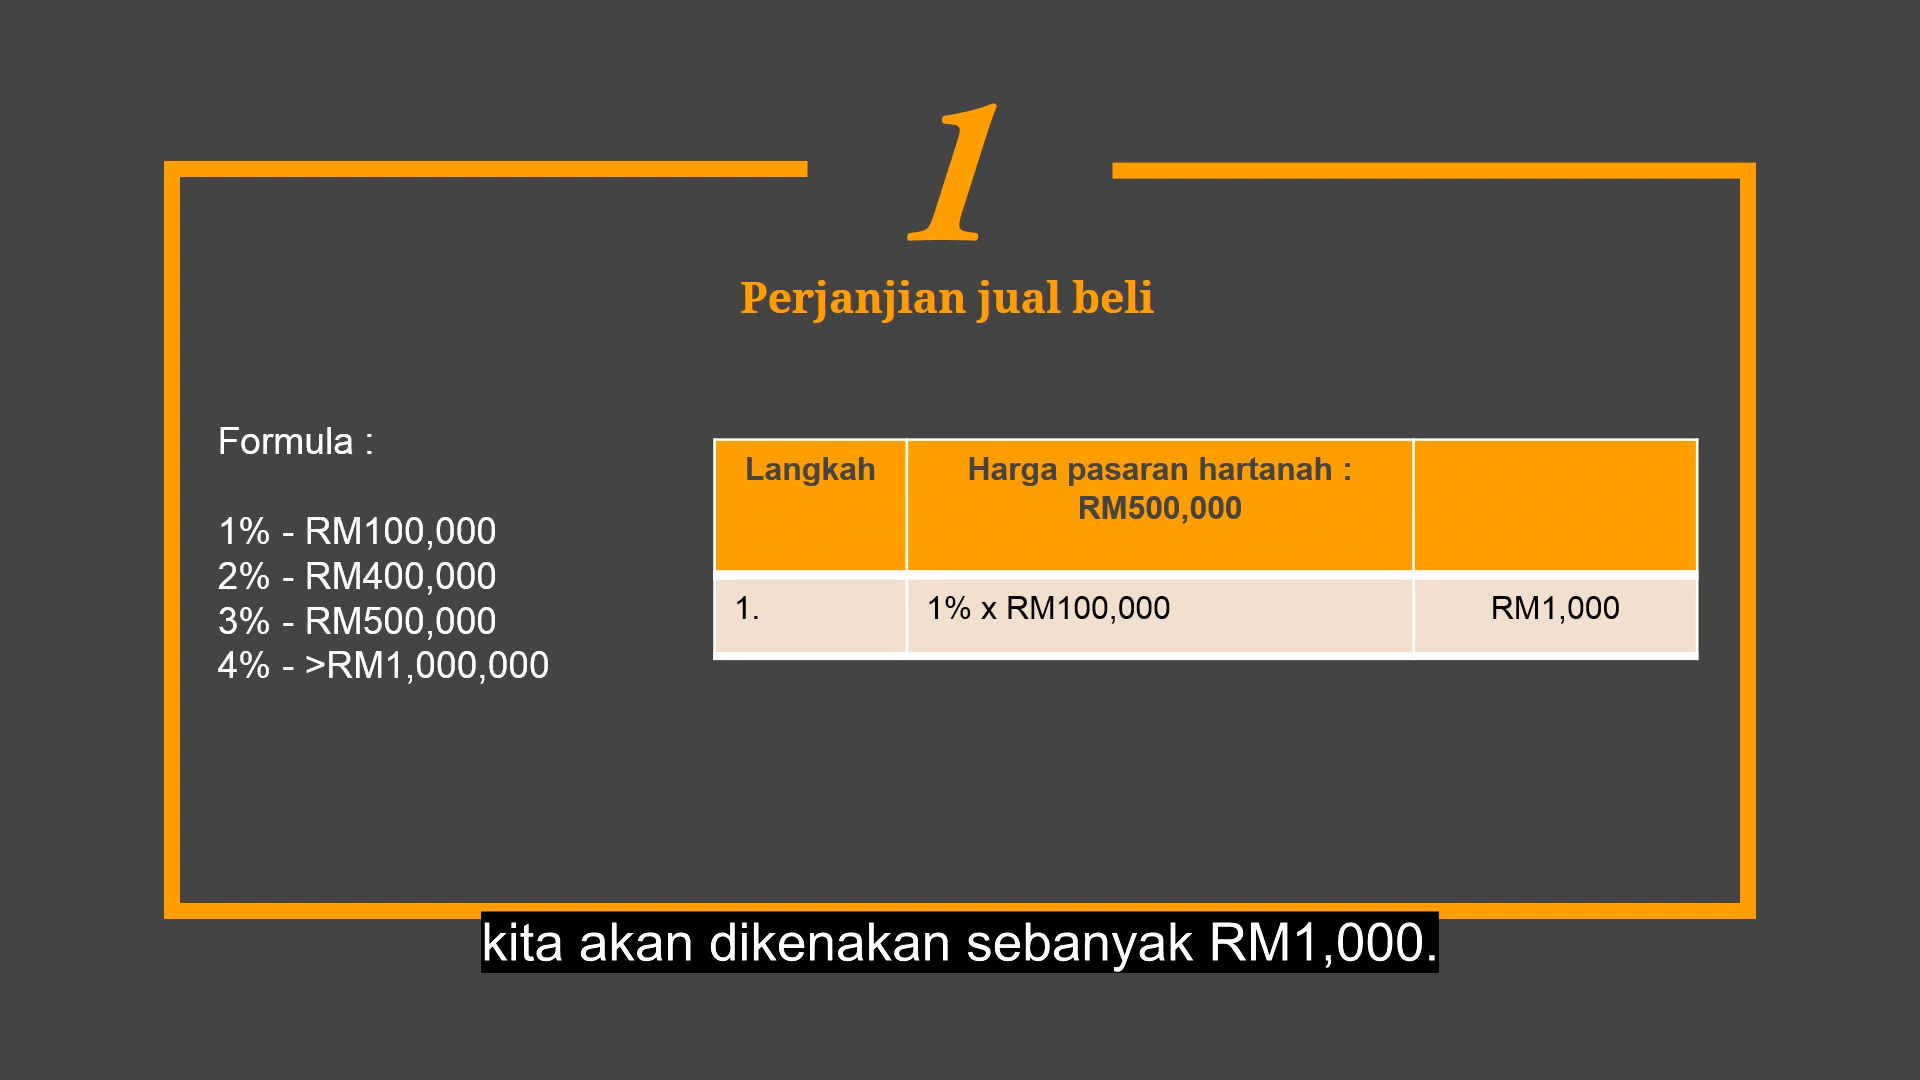 1
Perjanjian jual beli
Formula :
1% - RM100,000
2% - RM400,000
3% - RM500,000
4% - >RM1,000,000
Langkah
Harga pasaran hartanah :
RM500,000
1.
1% x RM100,000
RM1,000
kita akan dikenakan sebanyak RM1,000.